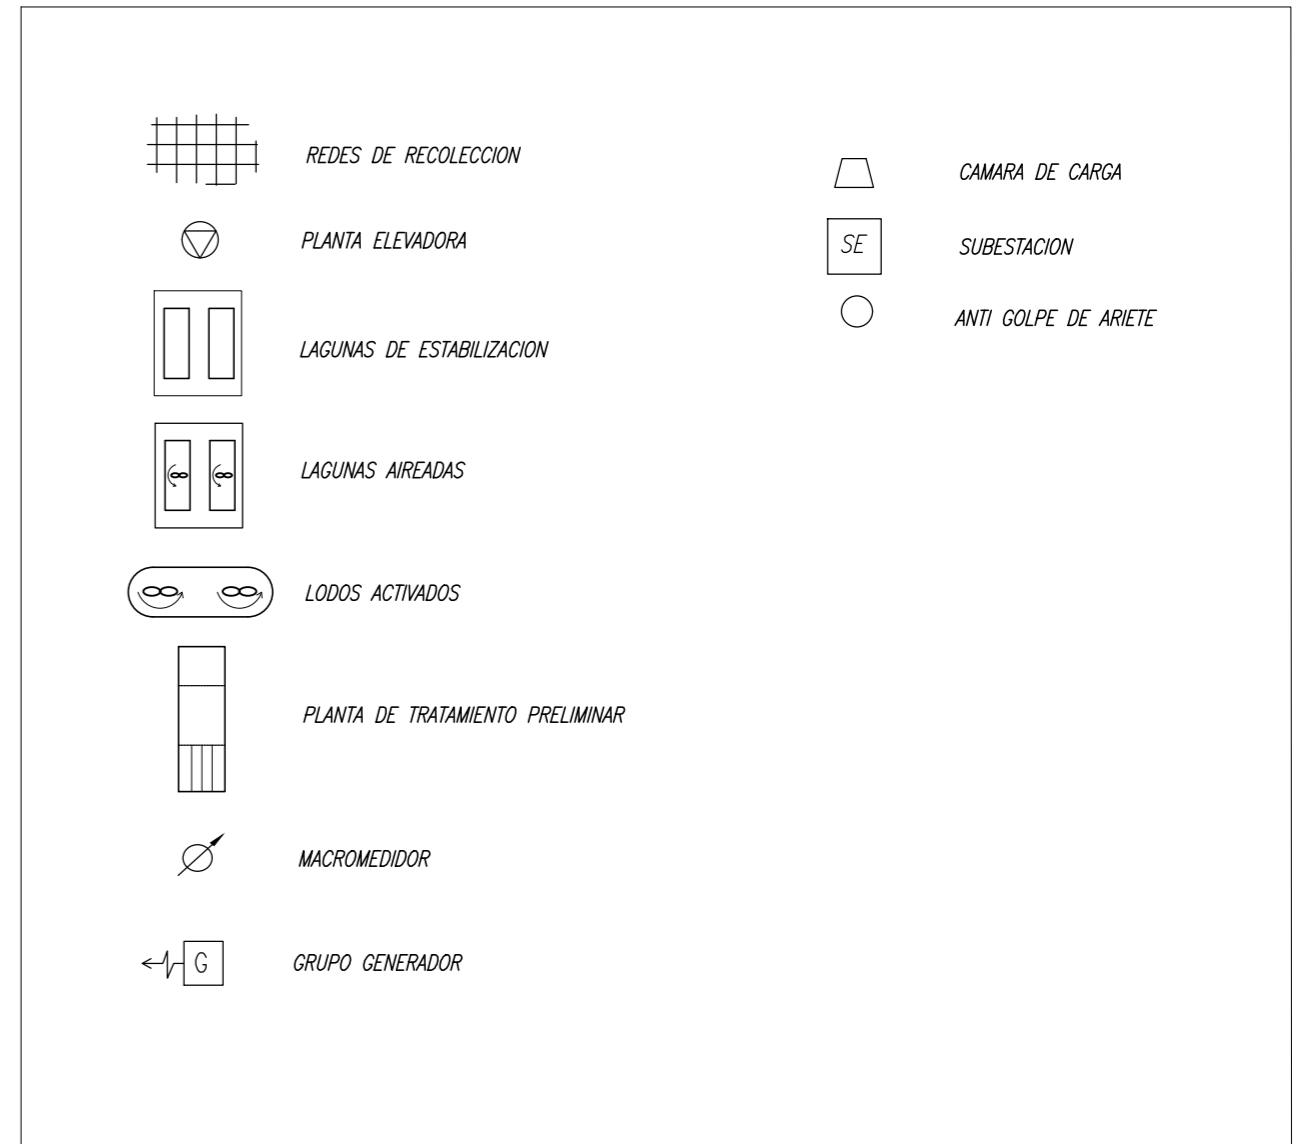 REDES DE RECOLECCION
PLANTA ELEVADORA
LAGUNAS DE ESTABILIZACION
LAGUNAS AIREADAS
LODOS ACTIVADOS
PLANTA DE TRATAMIENTO PRELIMINAR
MACROMEDIDOR
G GRUPO GENERADOR
CAMARA DE CARGA
SE SUBESTACION
ANTI GOLPE DE ARIETE